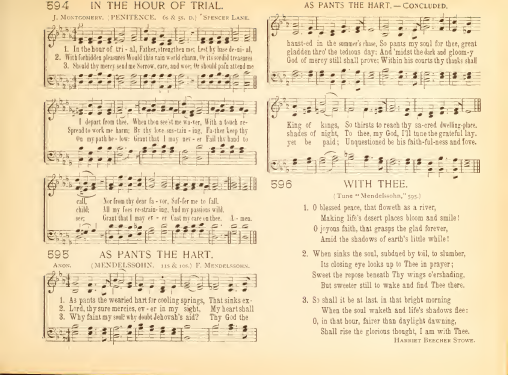 594 IN THE HOUR OF TRIAL.
J. MONTGOMERY. (PENITENCE. 6s & 5s. D.) SPENCER LANE.
1. In the hour of tri - al, Father, strengthen me; Lest by base de-ni-al,
2. With forbidden pleasures Would this vain world charm, Or its sordid treasures
3. Should thy mercy send me Sorrow, care, and woe, Or should pain attend me
I depart from thee. When thou see'st me wa-ver, With a touch re-
Spread to work me harm; By thy love sus-tain - ing, Fa-ther keep thy
On my path be - low: Grant that I may nev - er Fail thy hand to
call, Nor from thy dear fa - vor, Suf-fer me to fall.
child; All my foes re-strain-ing, And my passions wild.
see; Grant that I may ev - er Cast my care on thee. A - men.
595 AS PANTS THE HART.
ANON. (MENDELSSOHN. 11s & 10s.) F. MENDELSSOHN.
1. As pants the wearied hart for cooling springs, That sinks ex-
2. Lord, thy sure mercies, ev - er in my sight, My heart shall
3. Why faint my soul? why doubt Jehovah's aid? Thy God the
AS PANTS THE HART.—CONCLUDED.
haust-ed in the summer's chase, So pants my soul for thee, great
gladden thro' the tedious day: And 'midst the dark and gloom-y
God of mercy still shall prove: Within his courts thy thanks shall
King of kings, So thirsts to reach thy sa-cred dwelling-place.
shades of night, To thee, my God, I'll tune the grateful lay.
yet be paid; Unquestioned be his faith-ful-ness and love.
596 WITH THEE.
(Tune "Mendelssohn," 595.)
1. O blessed peace, that floweth as a river,
Making life's desert places bloom and smile!
O joyous faith, that grasps the glad forever,
Amid the shadows of earth's little while!
2. When sinks the soul, subdued by toil, to slumber,
Its closing eye looks up to Thee in prayer;
Sweet the repose beneath Thy wings o'ershading,
But sweeter still to wake and find Thee there.
3. So shall it be at last, in that bright morning
When the soul waketh and life's shadows flee:
O, in that hour, fairer than daylight dawning,
Shall rise the glorious thought, I am with Thee.
HARRIET BEECHER STOWE.